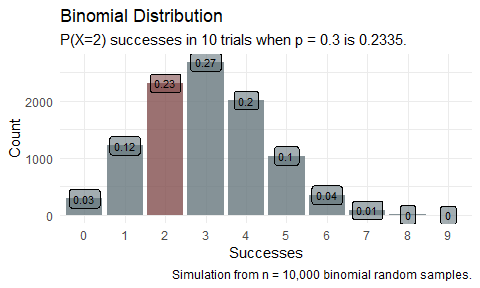 Binomial Distribution
P(X=2) successes in 10 trials when p = 0.3 is 0.2335.
Count
2000
1000
0
0.03
0.12
0.23
0.27
0.2
0.1
0.04
0.01
0
0
0 1 2 3 4 5 6 7 8 9
Successes
Simulation from n = 10,000 binomial random samples.